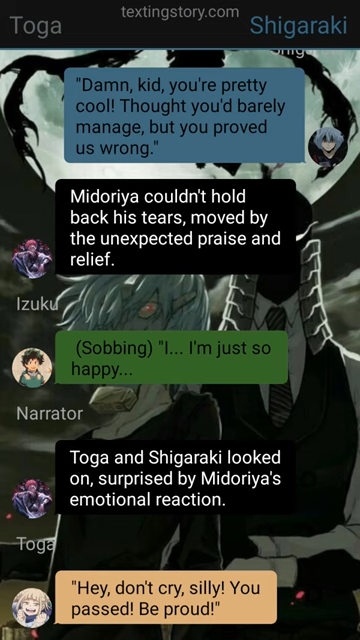 textingstory.com
Toga
Shigaraki
Shigaraki
"Damn, kid, you're pretty
cool! Thought you'd barely
manage, but you proved
us wrong."
Midoriya couldn't hold
back his tears, moved by
the unexpected praise and
relief.
Izuku
(Sobbing) "I... I'm just so
happy...
Narrator
Toga and Shigaraki looked
on, surprised by Midoriya's
emotional reaction.
Toga
"Hey, don't cry, silly! You
passed! Be proud!"